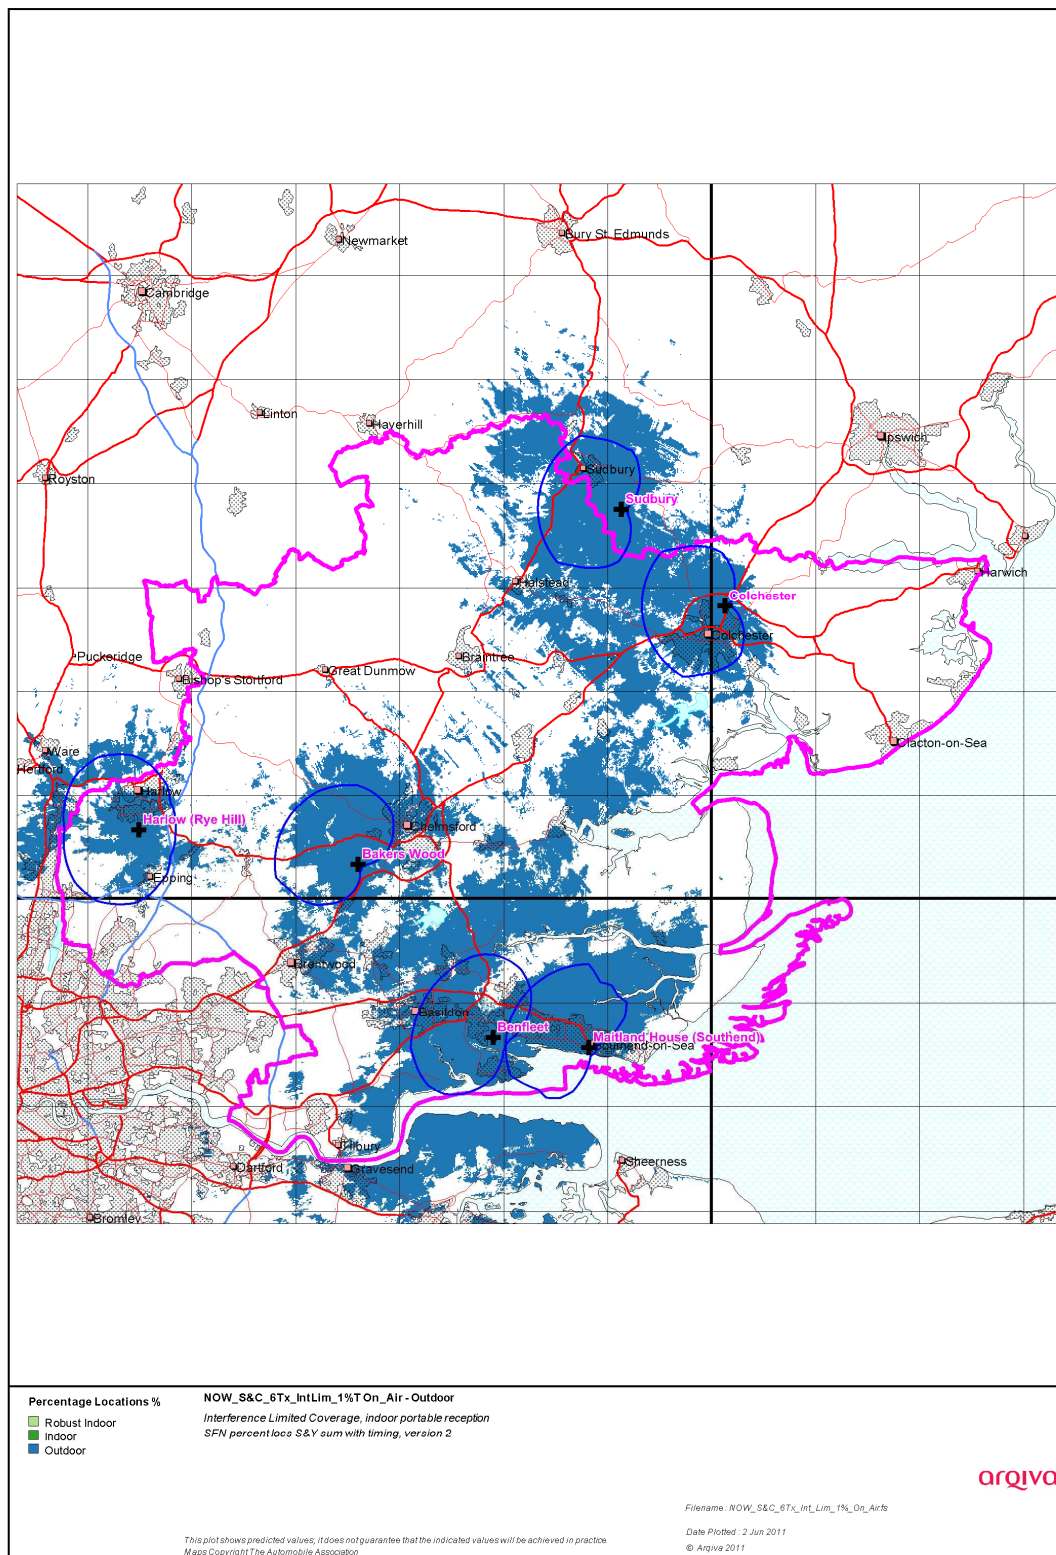 Newmarket
Bury St. Edmunds
Cambridge
Linton
Haverhill
Ipswich
Royston
Sudbury
Sudbury
Halstead
Harwich
Colchester
Colchester
Puckeridge
Braintree
Great Dunmow
Bishop's Stortford
Ware
Hertford
Clacton-on-Sea
Harlow
Harlow (Rye Hill)
Chelmsford
Bakers Wood
Epping
Brentwood
Basildon
Benfleet
Maitland House (Southend)
Southend-on-Sea
Tilbury
Dartford
Gravesend
Sheerness
Bromley
Percentage Locations %
Robust Indoor
Indoor
Outdoor
NOW_S&C_6Tx_IntLim_1%T On_Air - Outdoor
Interference Limited Coverage, indoor portable reception
SFN percent locs S&Y sum with timing, version 2
arqiva
Filename : NOW_S&C_6Tx_Int_Lim_1%_On_Air.fs
Date Plotted : 2 Jun 2011
© Arqiva 2011
This plot shows predicted values; it does not guarantee that the indicated values will be achieved in practice.
Maps Copyright The Automobile Association